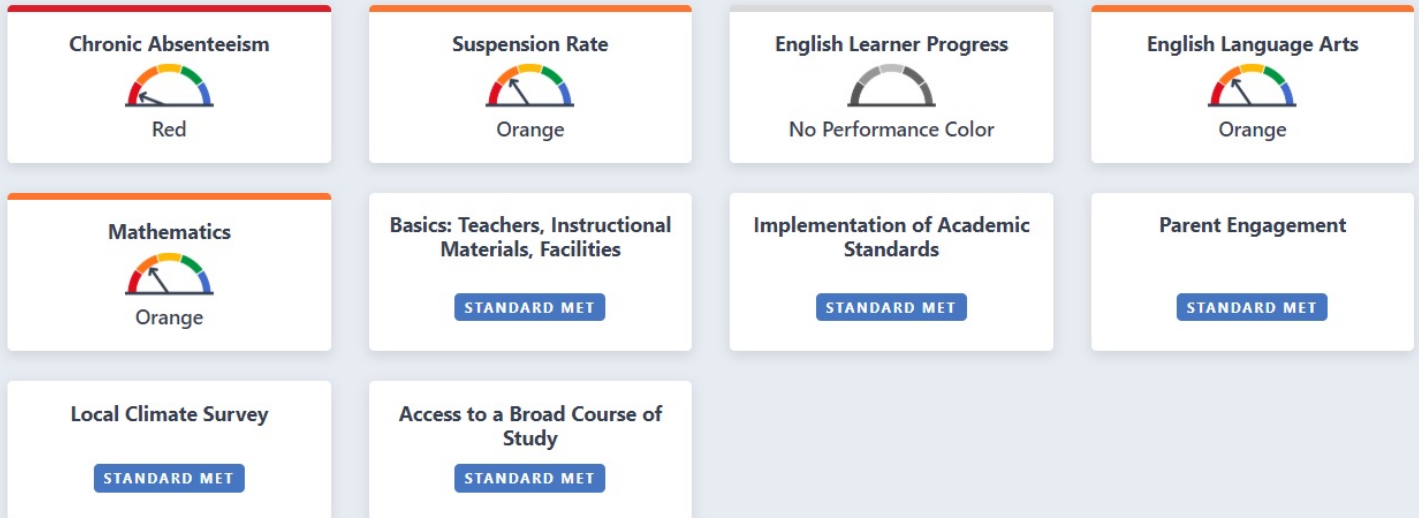 Chronic Absenteeism
Red
Suspension Rate
Orange
English Learner Progress
No Performance Color
English Language Arts
Orange
Mathematics
Orange
Basics: Teachers, Instructional
Materials, Facilities
STANDARD MET
Implementation of Academic
Standards
STANDARD MET
Parent Engagement
STANDARD MET
Local Climate Survey
STANDARD MET
Access to a Broad Course of
Study
STANDARD MET